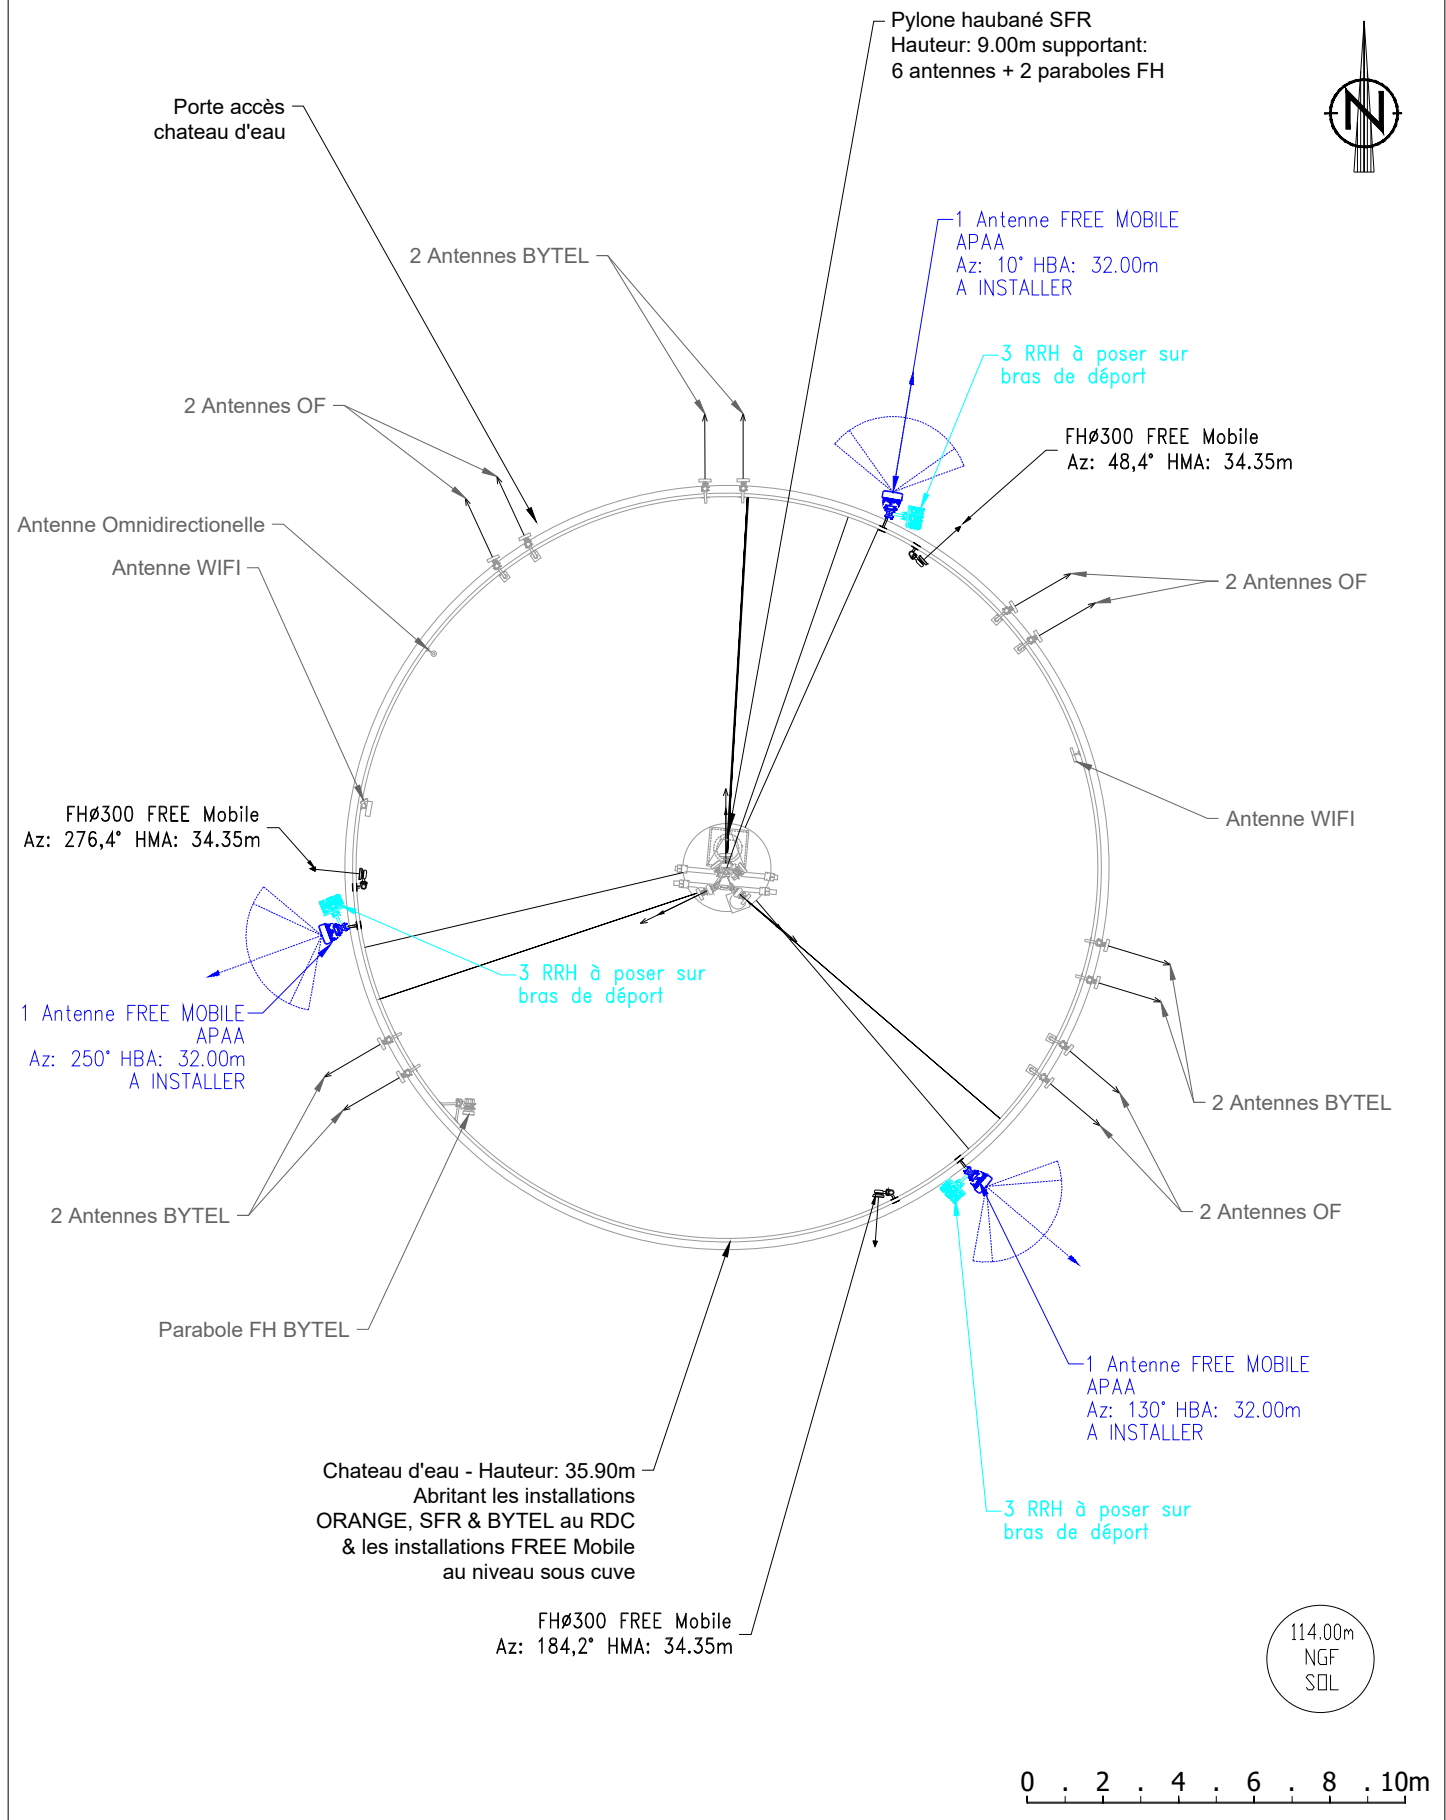 Pylone haubané SFR
Hauteur: 9.00m supportant:
6 antennes + 2 paraboles FH
N
Porte accès
chateau d'eau
1 Antenne FREE MOBILE
APAA
Az: 10° HBA: 32.00m
A INSTALLER
2 Antennes BYTEL
3 RRH à poser sur
bras de déport
2 Antennes OF
FHø300 FREE Mobile
Az: 48,4° HMA: 34.35m
Antenne Omnidirectionelle
Antenne WIFI
2 Antennes OF
FHø300 FREE Mobile
Az: 276,4° HMA: 34.35m
Antenne WIFI
3 RRH à poser sur
bras de déport
1 Antenne FREE MOBILE
APAA
Az: 250° HBA: 32.00m
A INSTALLER
2 Antennes BYTEL
2 Antennes BYTEL
2 Antennes OF
Parabole FH BYTEL
1 Antenne FREE MOBILE
APAA
Az: 130° HBA: 32.00m
A INSTALLER
Chateau d'eau - Hauteur: 35.90m
Abritant les installations
ORANGE, SFR & BYTEL au RDC
& les installations FREE Mobile
au niveau sous cuve
3 RRH à poser sur
bras de déport
FHø300 FREE Mobile
Az: 184,2° HMA: 34.35m
114.00m
NGF
SOL
0 . 2 . 4 . 6 . 8 . 10m